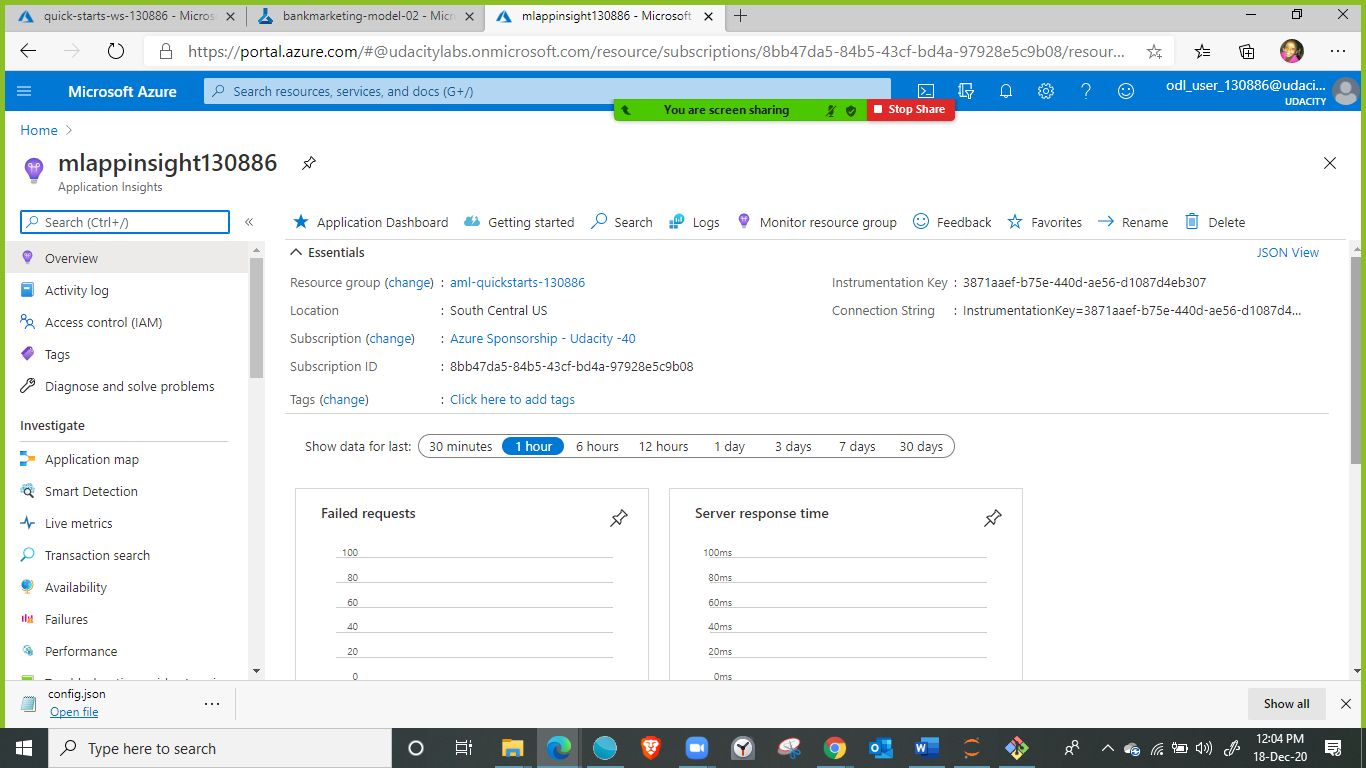 quick-starts-ws-130886 - Micros
bankmarketing-model-02 - Micr
mlappinsight130886 - Microsoft
https://portal.azure.com/#@udacitylabs.onmicrosoft.com/resource/subscriptions/8bb47da5-84b5-43cf-bd4a-97928e5c9b08/resour...
Microsoft Azure
Search resources, services, and docs (G+/)
odl_user_130886@udaci...
UDACITY
You are screen sharing
Stop Share
Home
mlappinsight130886
Application Insights
Search (Ctrl+/)
Overview
Activity log
Access control (IAM)
Tags
Diagnose and solve problems
Investigate
Application map
Smart Detection
Live metrics
Transaction search
Availability
Failures
Performance
Application Dashboard
Getting started
Search
Logs
Monitor resource group
Feedback
Favorites
Rename
Delete
Essentials
JSON View
Resource group (change) : aml-quickstarts-130886
Location : South Central US
Subscription (change) : Azure Sponsorship - Udacity -40
Subscription ID : 8bb47da5-84b5-43cf-bd4a-97928e5c9b08
Tags (change) : Click here to add tags
Instrumentation Key : 3871aaef-b75e-440d-ae56-d1087d4eb307
Connection String : InstrumentationKey=3871aaef-b75e-440d-ae56-d1087d4...
Show data for last: 30 minutes 1 hour 6 hours 12 hours 1 day 3 days 7 days 30 days
Failed requests
100
80
60
40
20
0
Server response time
100ms
80ms
60ms
40ms
20ms
0ms
config.json
Open file
Show all
Type here to search
12:04 PM
18-Dec-20